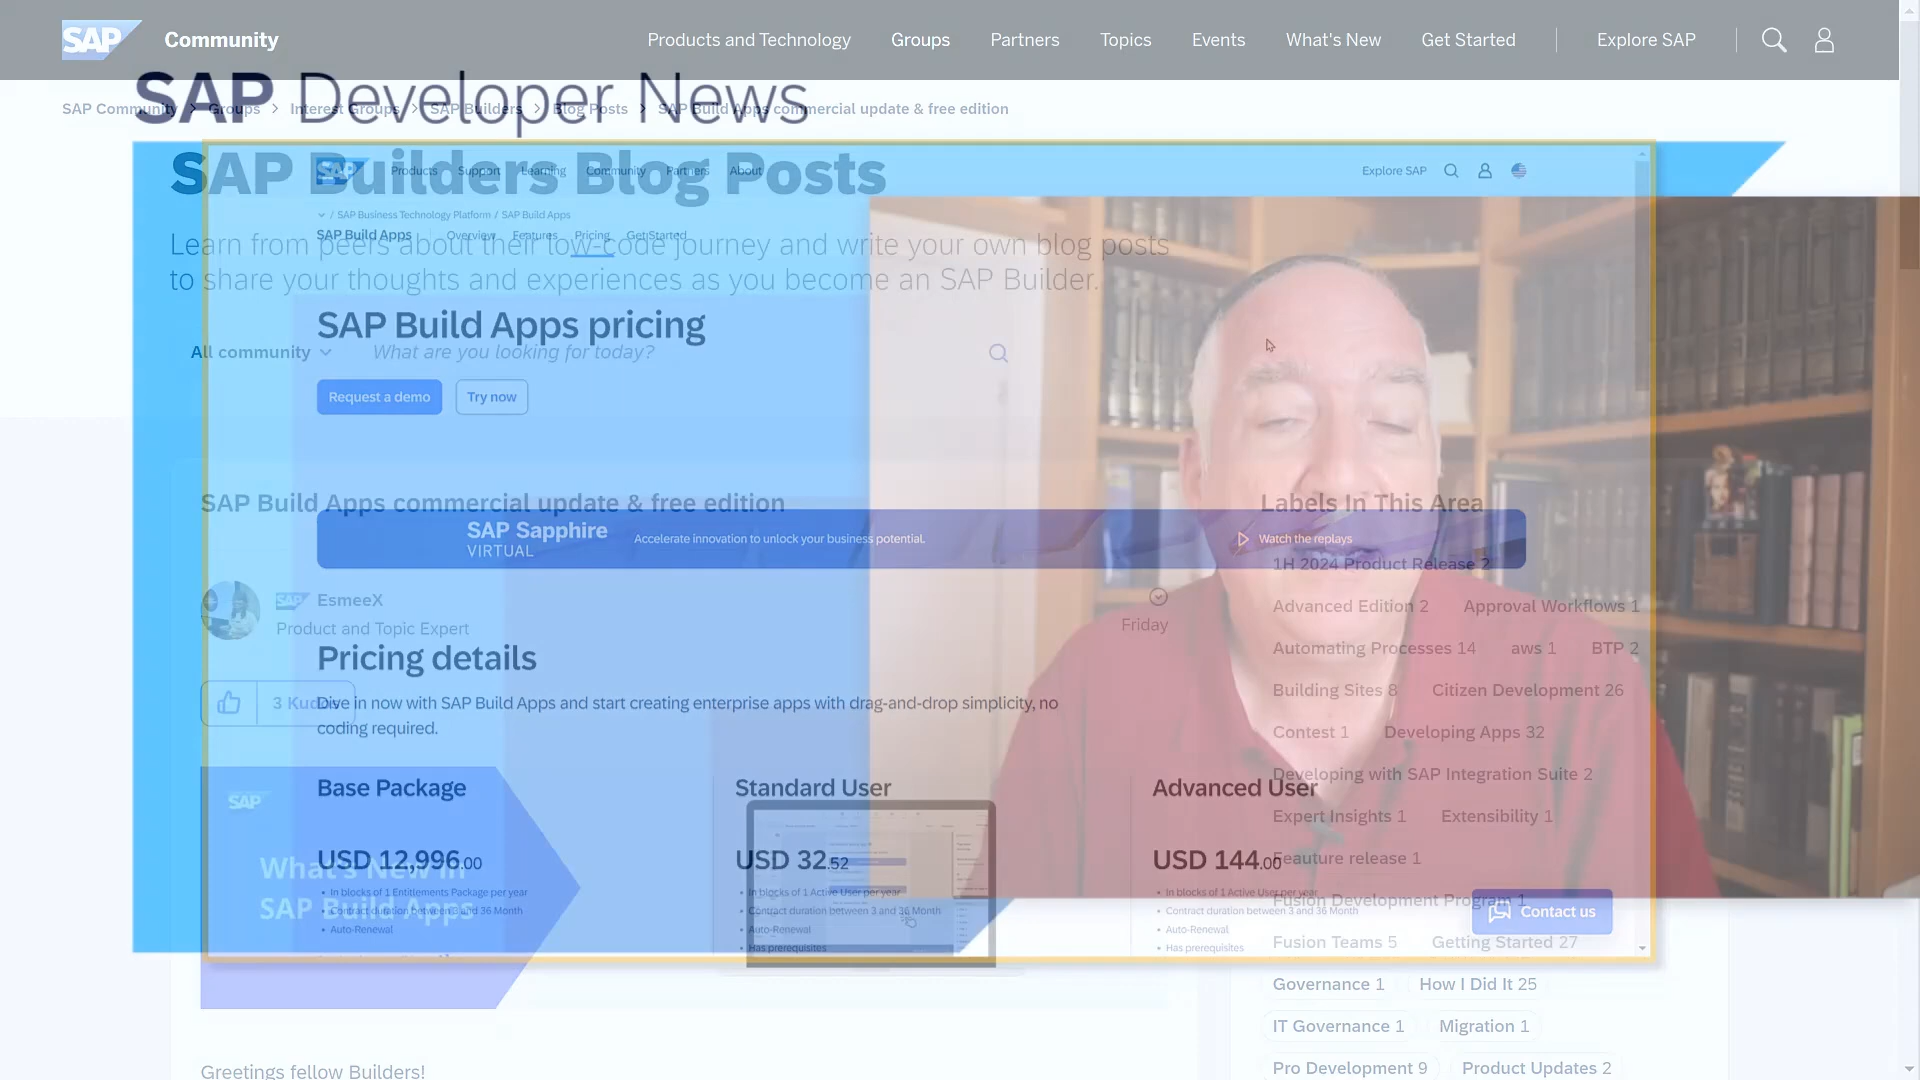 SAP Community
Products and Technology
Groups
Partners
Topics
Events
What's New
Get Started
Explore SAP
SAP Developer News
SAP Community > Groups > Interest Groups > SAP Builders > Blog Posts > SAP Build Apps commercial update & free edition
SAP Builders Blog Posts
SAP
Products
Support
Learning
Community
Partners
About
Explore SAP
/ SAP Business Technology Platform / SAP Build Apps
SAP Build Apps
Overview
Features
Pricing
Get Started
Learn from peers about their low-code journey and write your own blog posts
to share your thoughts and experiences as you become an SAP Builder.
SAP Build Apps pricing
All community
What are you looking for today?
Request a demo
Try now
SAP Build Apps commercial update & free edition
Labels In This Area
SAP Sapphire
VIRTUAL
Accelerate innovation to unlock your business potential.
Watch the replays
1H 2024 Product Release 2
SAP EsmeeX
Product and Topic Expert
Friday
Advanced Edition 2
Approval Workflows 1
Automating Processes 14
aws 1
BTP 2
Pricing details
Building Sites 8
Citizen Development 26
3 Kudos
Dive in now with SAP Build Apps and start creating enterprise apps with drag-and-drop simplicity, no
coding required.
Contest 1
Developing Apps 32
Developing with SAP Integration Suite 2
Base Package
Standard User
Advanced User
SAP
Expert Insights 1
Extensibility 1
USD 12,996.00
USD 32.52
USD 144.00
Feauture release 1
What's New in
SAP Build Apps
• In blocks of 1 Entitlements Package per year
• Contract duration between 3 and 36 Month
• Auto-Renewal
• In blocks of 1 Active User per year
• Contract duration between 3 and 36 Month
• Auto-Renewal
• Has prerequisites
• In blocks of 1 Active User per year
• Contract duration between 3 and 36 Month
• Auto-Renewal
• Has prerequisites
Fusion Development Program 1
Contact us
Fusion Teams 5
Getting Started 27
Governance 1
How I Did It 25
IT Governance 1
Migration 1
Pro Development 9
Product Updates 2
Greetings fellow Builders!